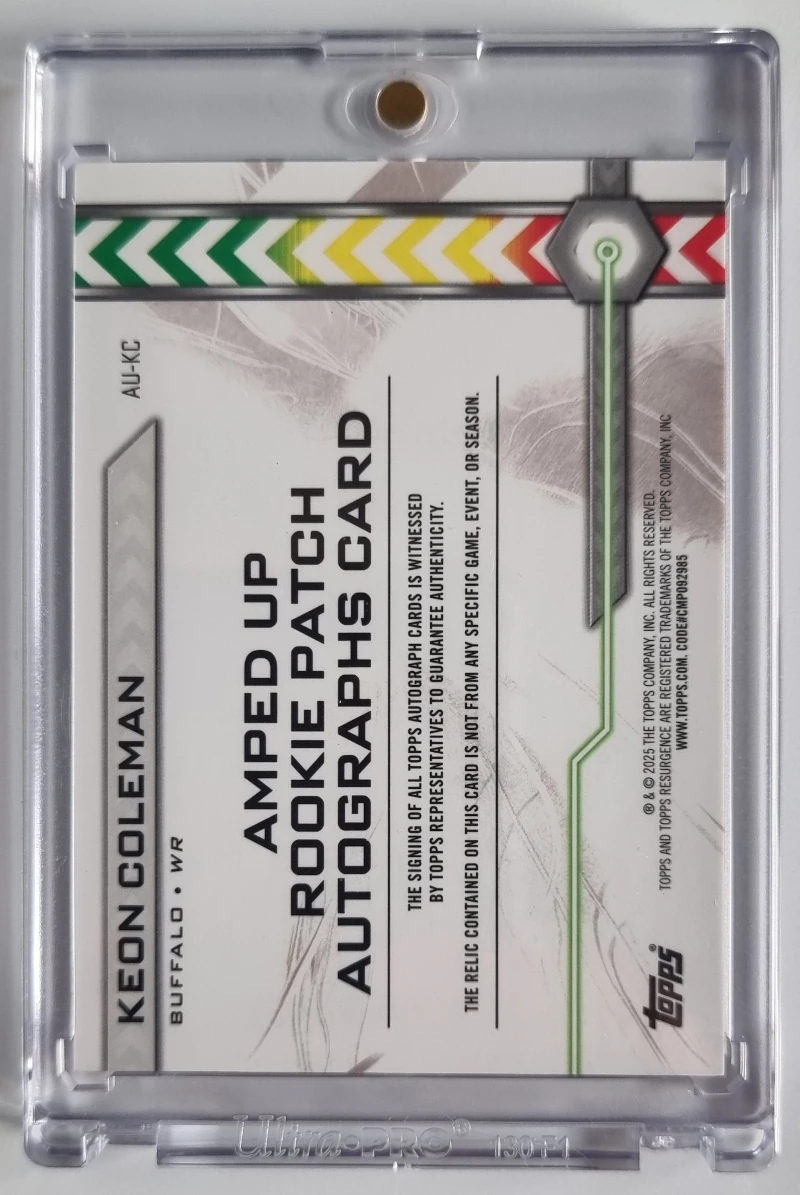 KEON COLEMAN
AU-KC
BUFFALO • WR
AMPED UP
ROOKIE PATCH
AUTOGRAPHS CARD
THE SIGNING OF ALL TOPPS AUTOGRAPH CARDS IS WITNESSED
BY TOPPS REPRESENTATIVES TO GUARANTEE AUTHENTICITY.
THE RELIC CONTAINED ON THIS CARD IS NOT FROM ANY SPECIFIC GAME, EVENT, OR SEASON.
TOPPS®
® & © 2025 THE TOPPS COMPANY, INC. ALL RIGHTS RESERVED.
TOPPS AND TOPPS RESURGENCE ARE REGISTERED TRADEMARKS OF THE TOPPS COMPANY, INC
WWW.TOPPS.COM. CODE#CMP092985
Ultra•PRO® 130PT